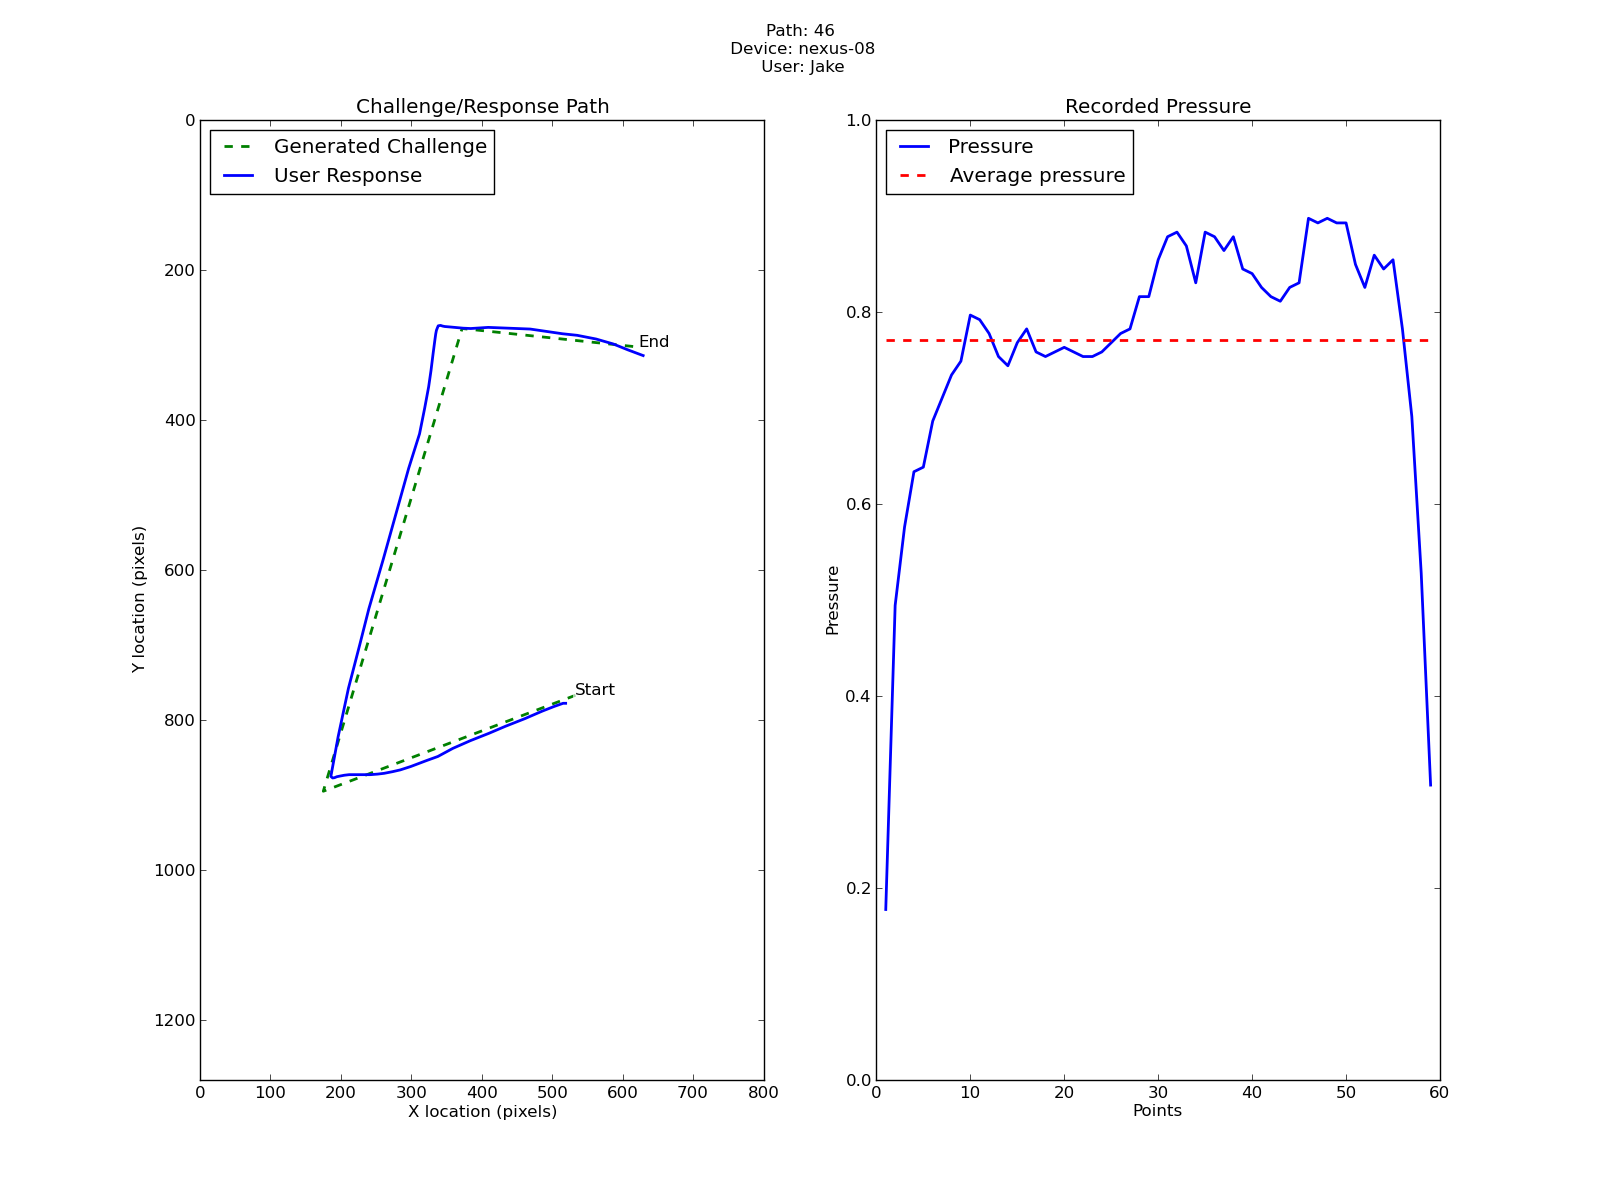 Path: 46
Device: nexus-08
User: Jake
Challenge/Response Path
Generated Challenge
User Response
0
200
400
600
800
1000
1200
Y location (pixels)
End
Start
0 100 200 300 400 500 600 700 800
X location (pixels)
Recorded Pressure
Pressure
Average pressure
1.0
0.8
0.6
0.4
0.2
0.0
Pressure
0 10 20 30 40 50 60
Points